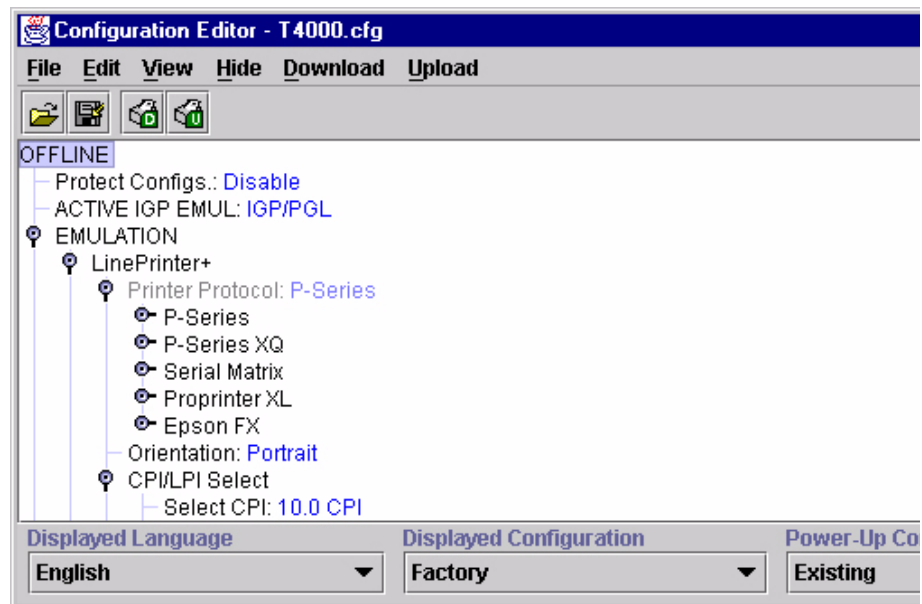 Configuration Editor - T4000.cfg
File Edit View Hide Download Upload
D U
OFFLINE
Protect Configs.: Disable
ACTIVE IGP EMUL: IGP/PGL
EMULATION
LinePrinter+
Printer Protocol: P-Series
P-Series
P-Series XQ
Serial Matrix
Proprinter XL
Epson FX
Orientation: Portrait
CPI/LPI Select
Select CPI: 10.0 CPI
Displayed Language Displayed Configuration Power-Up Co
English Factory Existing